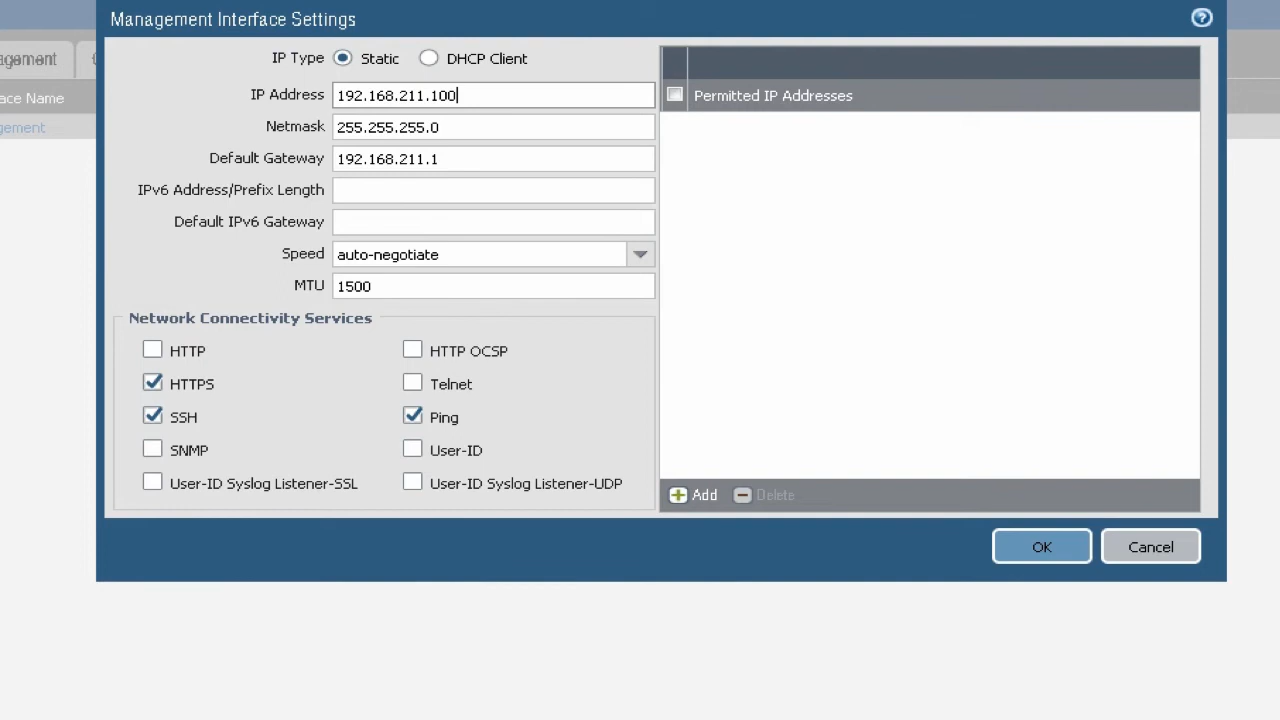 Management Interface Settings
agement
ace Name
gement
IP Type Static DHCP Client
IP Address 192.168.211.100
Netmask 255.255.255.0
Default Gateway 192.168.211.1
IPv6 Address/Prefix Length
Default IPv6 Gateway
Speed auto-negotiate
MTU 1500
Network Connectivity Services
HTTP HTTP OCSP
HTTPS Telnet
SSH Ping
SNMP User-ID
User-ID Syslog Listener-SSL User-ID Syslog Listener-UDP
Permitted IP Addresses
Add Delete
OK Cancel